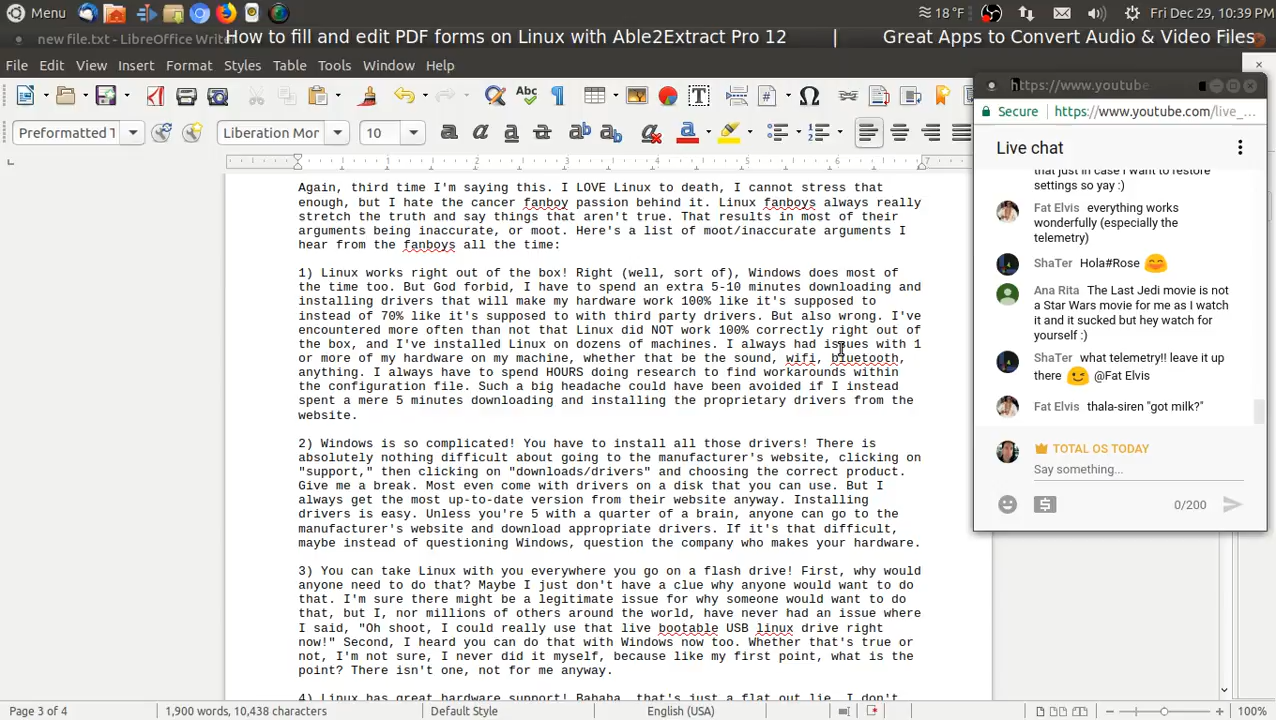 Menu
18 °F
Fri Dec 29, 10:39 PM
new file.txt - LibreOffice Writer
How to fill and edit PDF forms on Linux with Able2Extract Pro 12 | Great Apps to Convert Audio & Video Files
File Edit View Insert Format Styles Table Tools Window Help
Preformatted T
Liberation Mor
10
1 2 3 4 5 6 7
Again, third time I'm saying this. I LOVE Linux to death, I cannot stress that
enough, but I hate the cancer fanboy passion behind it. Linux fanboys always really
stretch the truth and say things that aren't true. That results in most of their
arguments being inaccurate, or moot. Here's a list of moot/inaccurate arguments I
hear from the fanboys all the time:
1) Linux works right out of the box! Right (well, sort of), Windows does most of
the time too. But God forbid, I have to spend an extra 5-10 minutes downloading and
installing drivers that will make my hardware work 100% like it's supposed to
instead of 70% like it's supposed to with third party drivers. But also wrong. I've
encountered more often than not that Linux did NOT work 100% correctly right out of
the box, and I've installed Linux on dozens of machines. I always had issues with 1
or more of my hardware on my machine, whether that be the sound, wifi, bluetooth,
anything. I always have to spend HOURS doing research to find workarounds within
the configuration file. Such a big headache could have been avoided if I instead
spent a mere 5 minutes downloading and installing the proprietary drivers from the
website.
2) Windows is so complicated! You have to install all those drivers! There is
absolutely nothing difficult about going to the manufacturer's website, clicking on
"support," then clicking on "downloads/drivers" and choosing the correct product.
Give me a break. Most even come with drivers on a disk that you can use. But I
always get the most up-to-date version from their website anyway. Installing
drivers is easy. Unless you're 5 with a quarter of a brain, anyone can go to the
manufacturer's website and download appropriate drivers. If it's that difficult,
maybe instead of questioning Windows, question the company who makes your hardware.
3) You can take Linux with you everywhere you go on a flash drive! First, why would
anyone need to do that? Maybe I just don't have a clue why anyone would want to do
that. I'm sure there might be a legitimate issue for why someone would want to do
that, but I, nor millions of others around the world, have never had an issue where
I said, "Oh shoot, I could really use that live bootable USB linux drive right
now!" Second, I heard you can do that with Windows now too. Whether that's true or
not, I'm not sure, I never did it myself, because like my first point, what is the
point? There isn't one, not for me anyway.
4) Linux has great hardware support! Bahaha, that's just a flat out lie. I don't
https://www.youtube
Secure https://www.youtube.com/live_...
Live chat
that just in case I want to restore
settings so yay :)
Fat Elvis everything works
wonderfully (especially the
telemetry)
ShaTer Hola#Rose
Ana Rita The Last Jedi movie is not
a Star Wars movie for me as I watch
it and it sucked but hey watch for
yourself :)
ShaTer what telemetry!! leave it up
there @Fat Elvis
Fat Elvis thala-siren "got milk?"
TOTAL OS TODAY
Say something...
0/200
Page 3 of 4
1,900 words, 10,438 characters
Default Style
English (USA)
100%